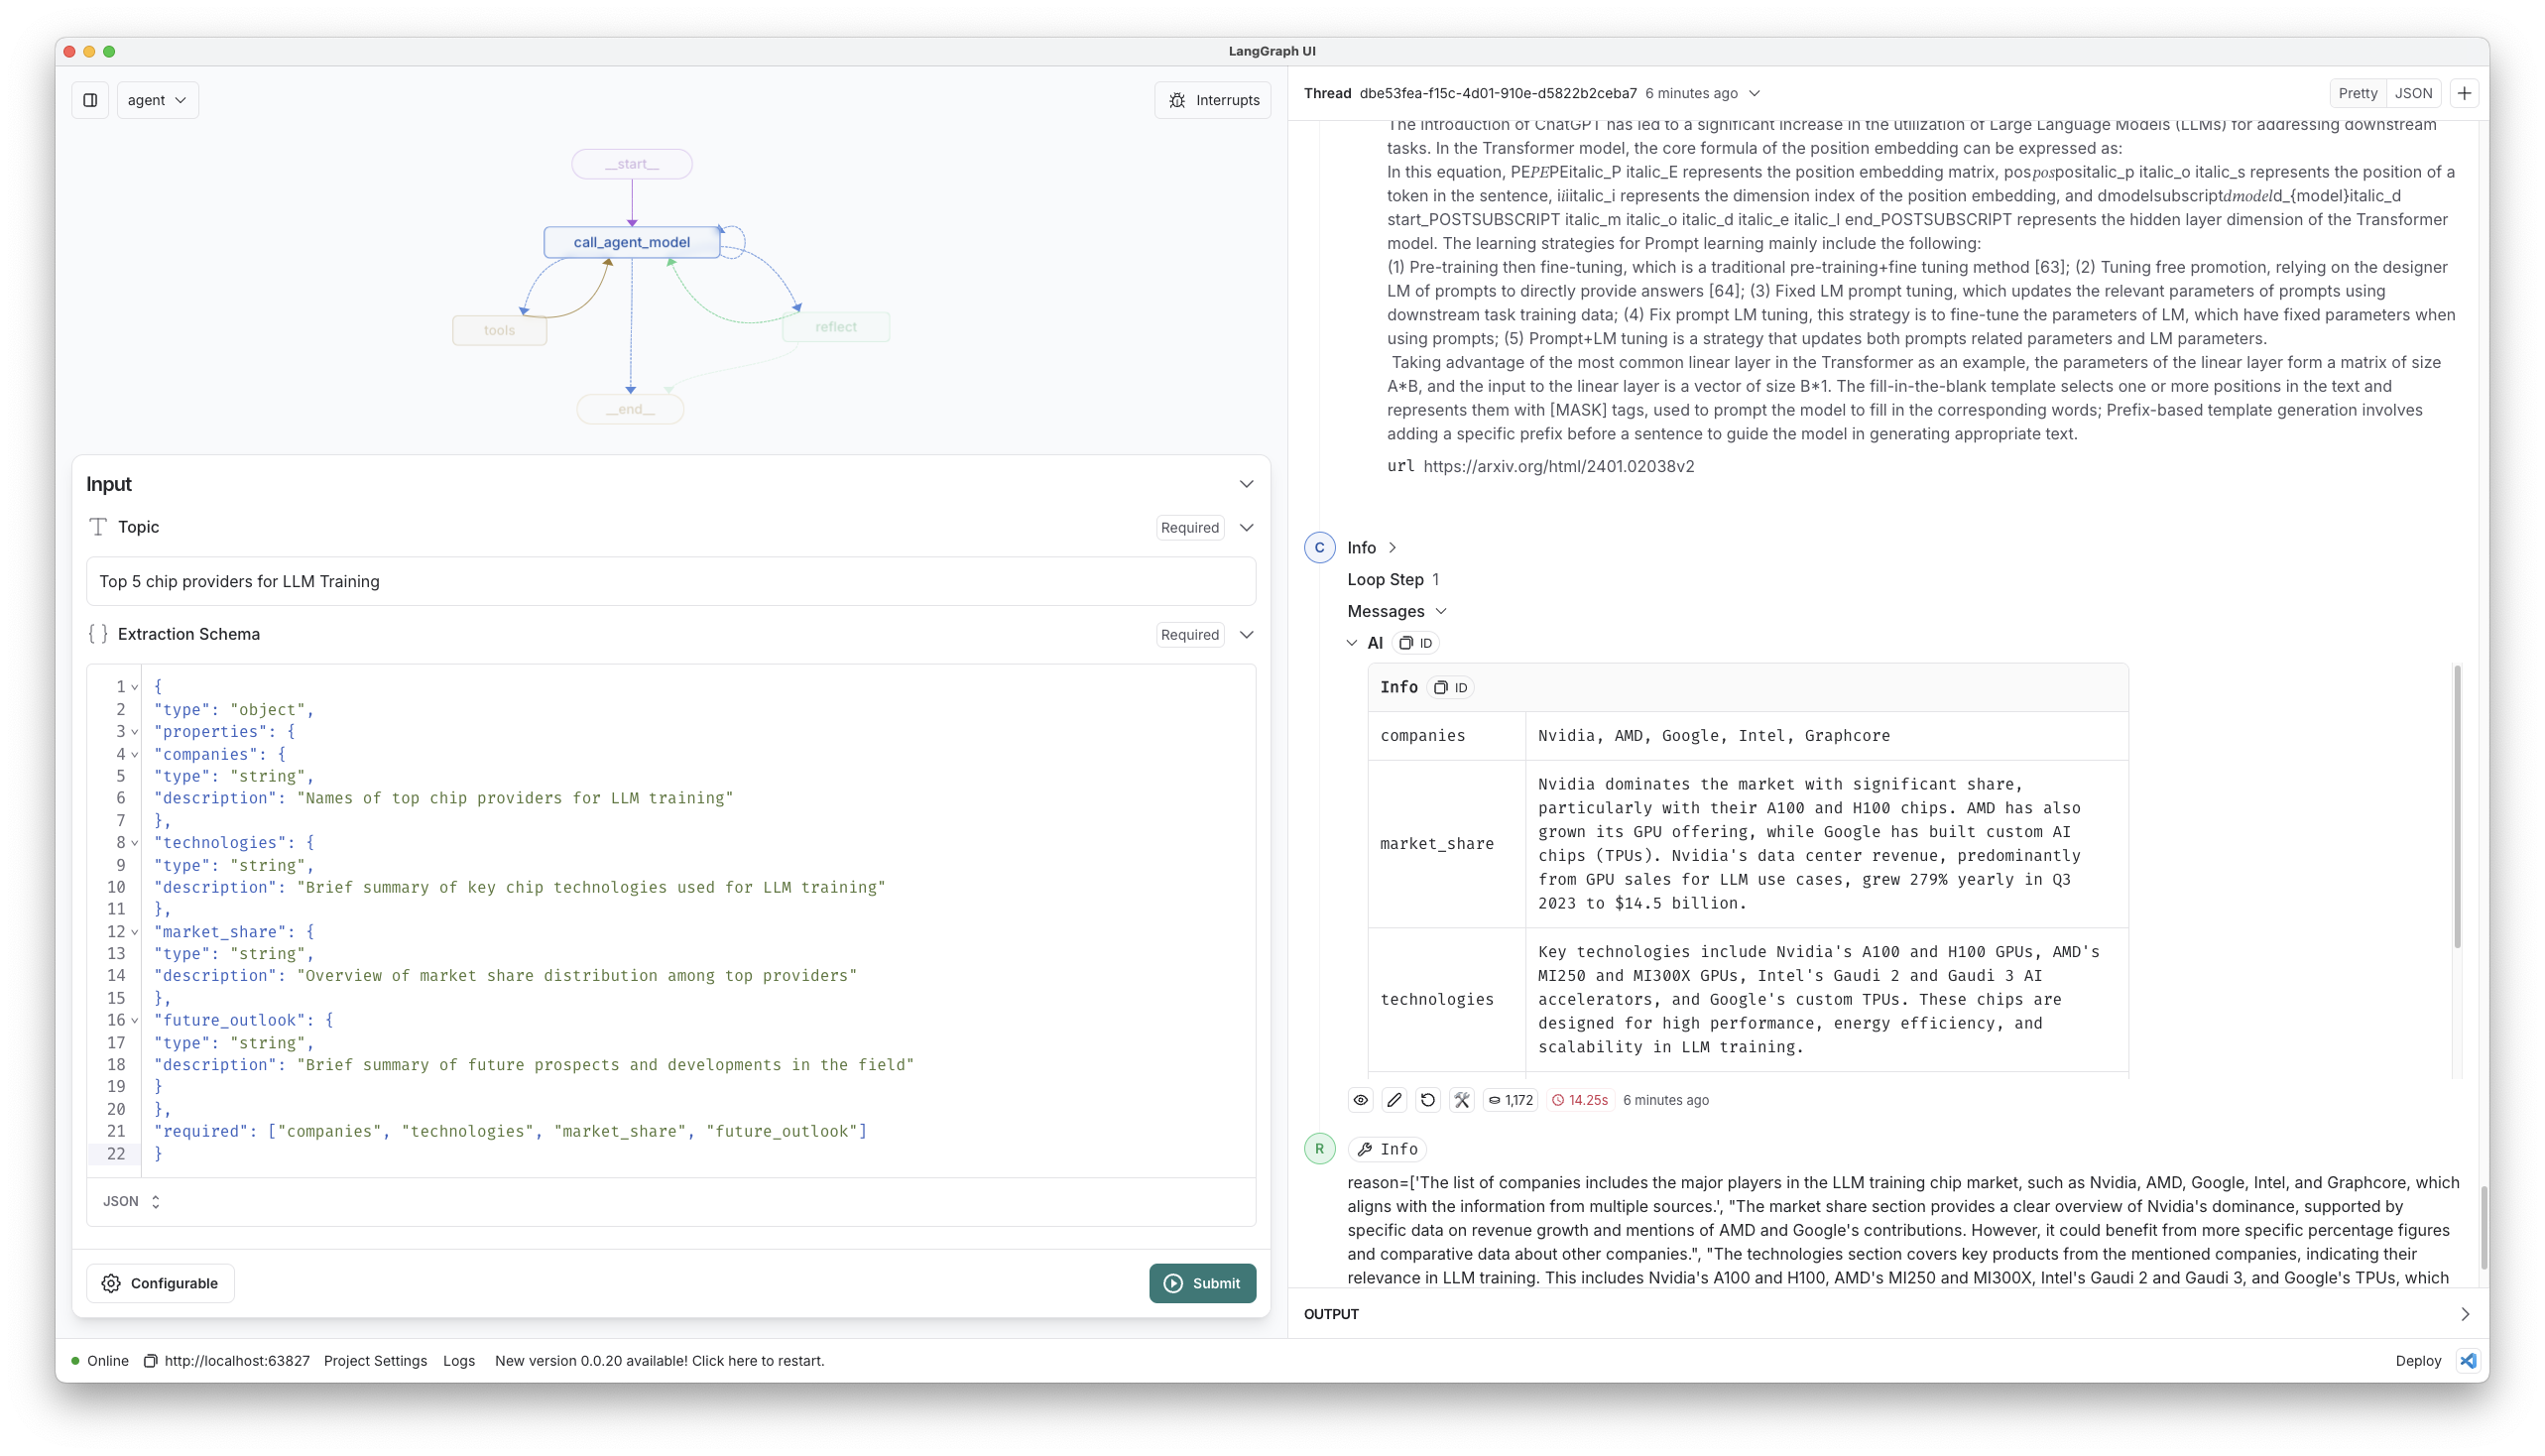 LangGraph UI
agent
Interrupts
__start__
call_agent_model
tools
reflect
__end__
Input
Topic
Required
Top 5 chip providers for LLM Training
Extraction Schema
Required
1 {
2 "type": "object",
3 "properties": {
4 "companies": {
5 "type": "string",
6 "description": "Names of top chip providers for LLM training"
7 },
8 "technologies": {
9 "type": "string",
10 "description": "Brief summary of key chip technologies used for LLM training"
11 },
12 "market_share": {
13 "type": "string",
14 "description": "Overview of market share distribution among top providers"
15 },
16 "future_outlook": {
17 "type": "string",
18 "description": "Brief summary of future prospects and developments in the field"
19 }
20 },
21 "required": ["companies", "technologies", "market_share", "future_outlook"]
22 }
JSON
Configurable
Submit
Thread dbe53fea-f15c-4d01-910e-d5822b2ceba7 6 minutes ago
Pretty JSON
The introduction of ChatGPT has led to a significant increase in the utilization of Large Language Models (LLMs) for addressing downstream
tasks. In the Transformer model, the core formula of the position embedding can be expressed as:
In this equation, PE𝑃𝐸PEitalic_P italic_E represents the position embedding matrix, pos𝑝𝑜𝑠positalic_p italic_o italic_s represents the position of a
token in the sentence, i𝑖iitalic_i represents the dimension index of the position embedding, and dmodelsubscript𝑑𝑚𝑜𝑑𝑒𝑙d_{model}italic_d
start_POSTSUBSCRIPT italic_m italic_o italic_d italic_e italic_l end_POSTSUBSCRIPT represents the hidden layer dimension of the Transformer
model. The learning strategies for Prompt learning mainly include the following:
(1) Pre-training then fine-tuning, which is a traditional pre-training+fine tuning method [63]; (2) Tuning free promotion, relying on the designer
LM of prompts to directly provide answers [64]; (3) Fixed LM prompt tuning, which updates the relevant parameters of prompts using
downstream task training data; (4) Fix prompt LM tuning, this strategy is to fine-tune the parameters of LM, which have fixed parameters when
using prompts; (5) Prompt+LM tuning is a strategy that updates both prompts related parameters and LM parameters.
Taking advantage of the most common linear layer in the Transformer as an example, the parameters of the linear layer form a matrix of size
A*B, and the input to the linear layer is a vector of size B*1. The fill-in-the-blank template selects one or more positions in the text and
represents them with [MASK] tags, used to prompt the model to fill in the corresponding words; Prefix-based template generation involves
adding a specific prefix before a sentence to guide the model in generating appropriate text.
url https://arxiv.org/html/2401.02038v2
C Info
Loop Step 1
Messages
AI ID
Info ID
companies
Nvidia, AMD, Google, Intel, Graphcore
market_share
Nvidia dominates the market with significant share,
particularly with their A100 and H100 chips. AMD has also
grown its GPU offering, while Google has built custom AI
chips (TPUs). Nvidia's data center revenue, predominantly
from GPU sales for LLM use cases, grew 279% yearly in Q3
2023 to $14.5 billion.
technologies
Key technologies include Nvidia's A100 and H100 GPUs, AMD's
MI250 and MI300X GPUs, Intel's Gaudi 2 and Gaudi 3 AI
accelerators, and Google's custom TPUs. These chips are
designed for high performance, energy efficiency, and
scalability in LLM training.
1,172 14.25s 6 minutes ago
R Info
reason=['The list of companies includes the major players in the LLM training chip market, such as Nvidia, AMD, Google, Intel, and Graphcore, which
aligns with the information from multiple sources.', "The market share section provides a clear overview of Nvidia's dominance, supported by
specific data on revenue growth and mentions of AMD and Google's contributions. However, it could benefit from more specific percentage figures
and comparative data about other companies.", "The technologies section covers key products from the mentioned companies, indicating their
relevance in LLM training. This includes Nvidia's A100 and H100, AMD's MI250 and MI300X, Intel's Gaudi 2 and Gaudi 3, and Google's TPUs, which
OUTPUT
Online http://localhost:63827 Project Settings Logs New version 0.0.20 available! Click here to restart.
Deploy